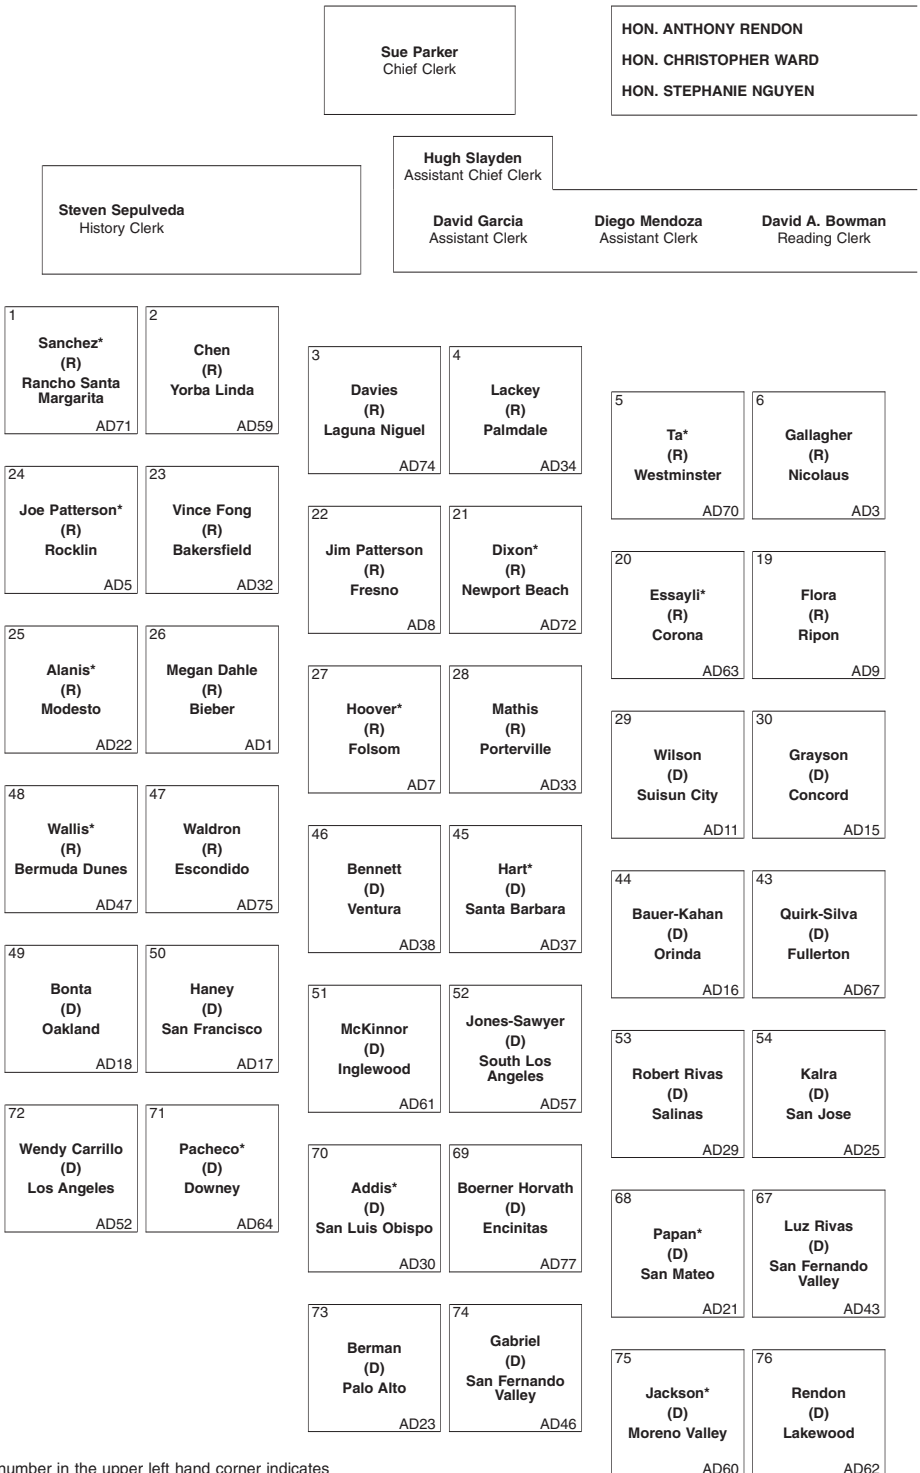 Sue Parker
Chief Clerk
HON. ANTHONY RENDON
HON. CHRISTOPHER WARD
HON. STEPHANIE NGUYEN
Hugh Slayden
Assistant Chief Clerk
Steven Sepulveda
History Clerk
David Garcia
Assistant Clerk
Diego Mendoza
Assistant Clerk
David A. Bowman
Reading Clerk
1
Sanchez*
(R)
Rancho Santa
Margarita
AD71
2
Chen
(R)
Yorba Linda
AD59
3
Davies
(R)
Laguna Niguel
AD74
4
Lackey
(R)
Palmdale
AD34
5
Ta*
(R)
Westminster
AD70
6
Gallagher
(R)
Nicolaus
AD3
24
Joe Patterson*
(R)
Rocklin
AD5
23
Vince Fong
(R)
Bakersfield
AD32
22
Jim Patterson
(R)
Fresno
AD8
21
Dixon*
(R)
Newport Beach
AD72
20
Essayli*
(R)
Corona
AD63
19
Flora
(R)
Ripon
AD9
25
Alanis*
(R)
Modesto
AD22
26
Megan Dahle
(R)
Bieber
AD1
27
Hoover*
(R)
Folsom
AD7
28
Mathis
(R)
Porterville
AD33
29
Wilson
(D)
Suisun City
AD11
30
Grayson
(D)
Concord
AD15
48
Wallis*
(R)
Bermuda Dunes
AD47
47
Waldron
(R)
Escondido
AD75
46
Bennett
(D)
Ventura
AD38
45
Hart*
(D)
Santa Barbara
AD37
44
Bauer-Kahan
(D)
Orinda
AD16
43
Quirk-Silva
(D)
Fullerton
AD67
49
Bonta
(D)
Oakland
AD18
50
Haney
(D)
San Francisco
AD17
51
McKinnor
(D)
Inglewood
AD61
52
Jones-Sawyer
(D)
South Los
Angeles
AD57
53
Robert Rivas
(D)
Salinas
AD29
54
Kalra
(D)
San Jose
AD25
72
Wendy Carrillo
(D)
Los Angeles
AD52
71
Pacheco*
(D)
Downey
AD64
70
Addis*
(D)
San Luis Obispo
AD30
69
Boerner Horvath
(D)
Encinitas
AD77
68
Papan*
(D)
San Mateo
AD21
67
Luz Rivas
(D)
San Fernando
Valley
AD43
73
Berman
(D)
Palo Alto
AD23
74
Gabriel
(D)
San Fernando
Valley
AD46
75
Jackson*
(D)
Moreno Valley
AD60
76
Rendon
(D)
Lakewood
AD62
number in the upper left hand corner indicates